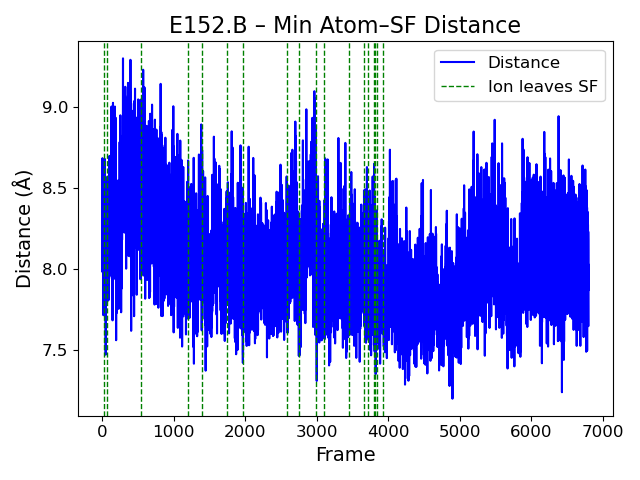 E152.B – Min Atom–SF Distance
Distance
Ion leaves SF
Distance (Å)
9.0
8.5
8.0
7.5
0 1000 2000 3000 4000 5000 6000 7000
Frame